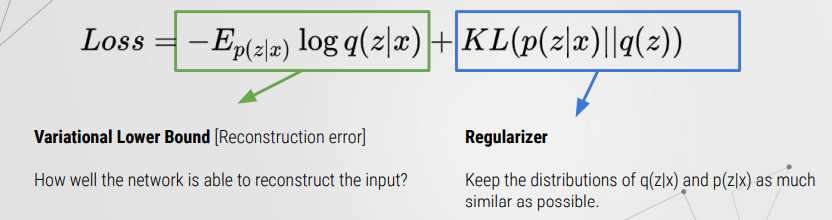 Loss = −E_{p(z|x)} log q(z|x) + KL(p(z|x)||q(z))
Variational Lower Bound [Reconstruction error]
How well the network is able to reconstruct the input?
Regularizer
Keep the distributions of q(z|x) and p(z|x) as much
similar as possible.